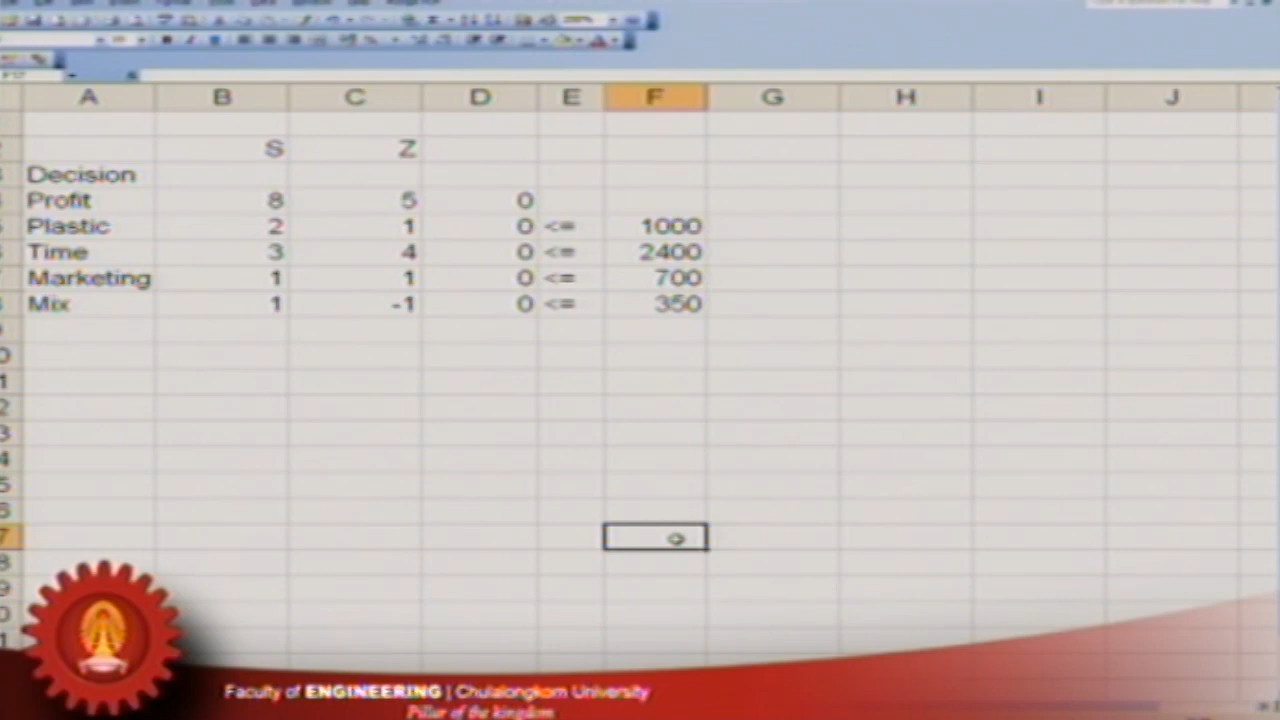 A B C D E F G H I J
S Z
Decision
Profit 8 5 0
Plastic 2 1 0 <= 1000
Time 3 4 0 <= 2400
Marketing 1 1 0 <= 700
Mix 1 -1 0 <= 350
Faculty of ENGINEERING | Chulalongkorn University
Pillar of the kingdom